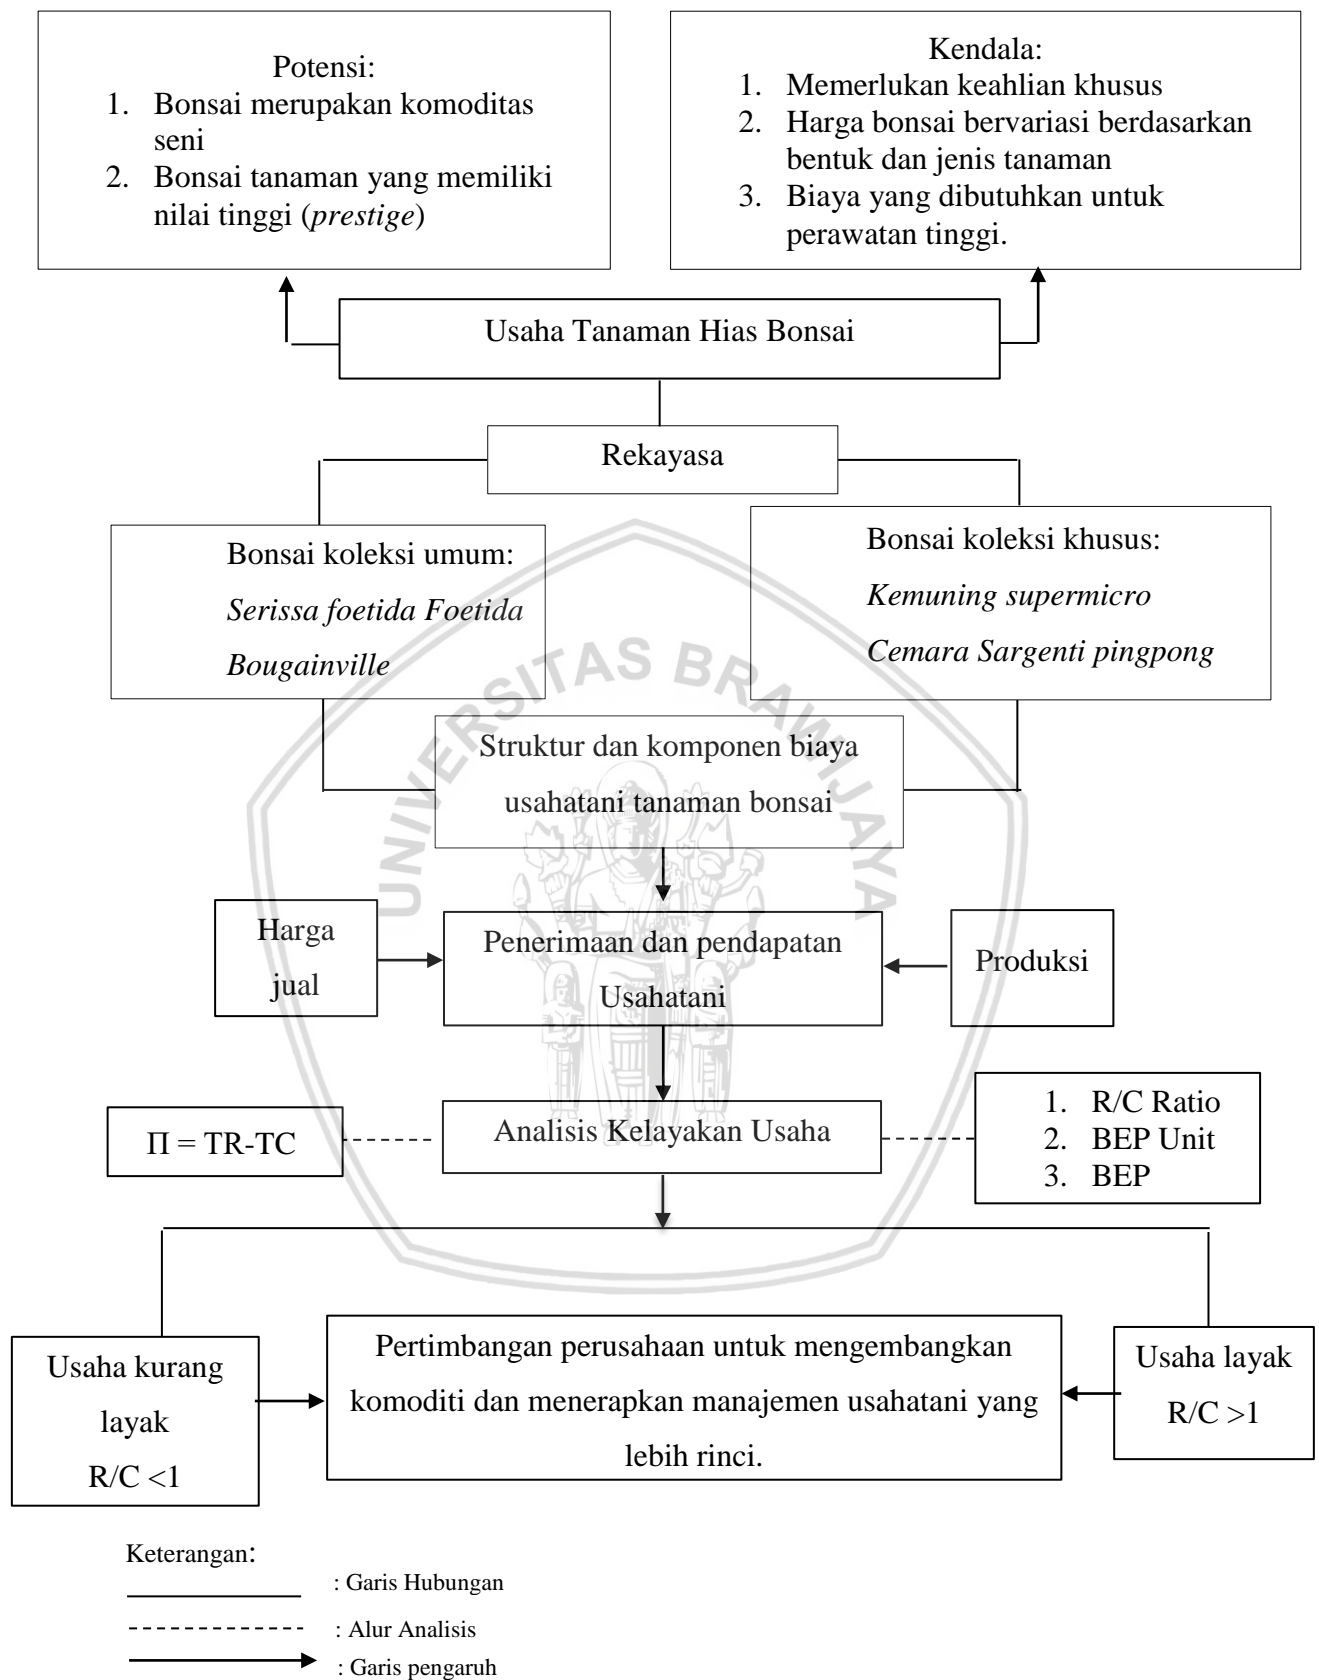 Potensi:
1. Bonsai merupakan komoditas
seni
2. Bonsai tanaman yang memiliki
nilai tinggi (prestige)
Kendala:
1. Memerlukan keahlian khusus
2. Harga bonsai bervariasi berdasarkan
bentuk dan jenis tanaman
3. Biaya yang dibutuhkan untuk
perawatan tinggi.
Usaha Tanaman Hias Bonsai
Rekayasa
Bonsai koleksi umum:
Serissa foetida Foetida
Bougainville
Bonsai koleksi khusus:
Kemuning supermicro
Cemara Sargenti pingpong
UNIVERSITAS BRAWIJAYA
Struktur dan komponen biaya
usahatani tanaman bonsai
Harga
jual
Penerimaan dan pendapatan
Usahatani
Produksi
Π = TR-TC
Analisis Kelayakan Usaha
1. R/C Ratio
2. BEP Unit
3. BEP
Usaha kurang
layak
R/C <1
Pertimbangan perusahaan untuk mengembangkan
komoditi dan menerapkan manajemen usahatani yang
lebih rinci.
Usaha layak
R/C >1
Keterangan:
: Garis Hubungan
: Alur Analisis
: Garis pengaruh